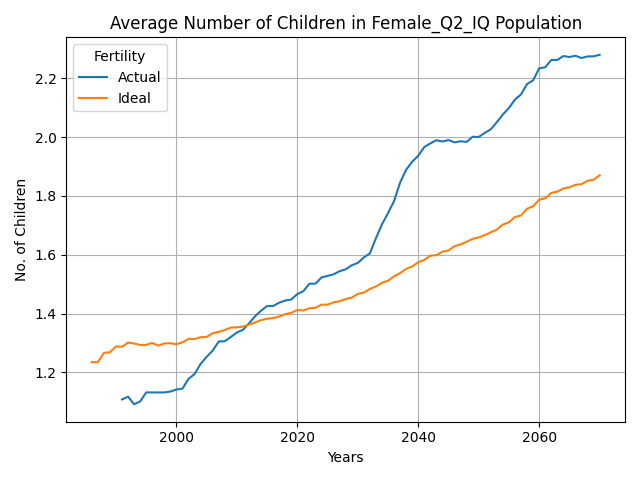 Average Number of Children in Female_Q2_IQ Population
Fertility
Actual
Ideal
No. of Children
2.2
2.0
1.8
1.6
1.4
1.2
2000 2020 2040 2060
Years